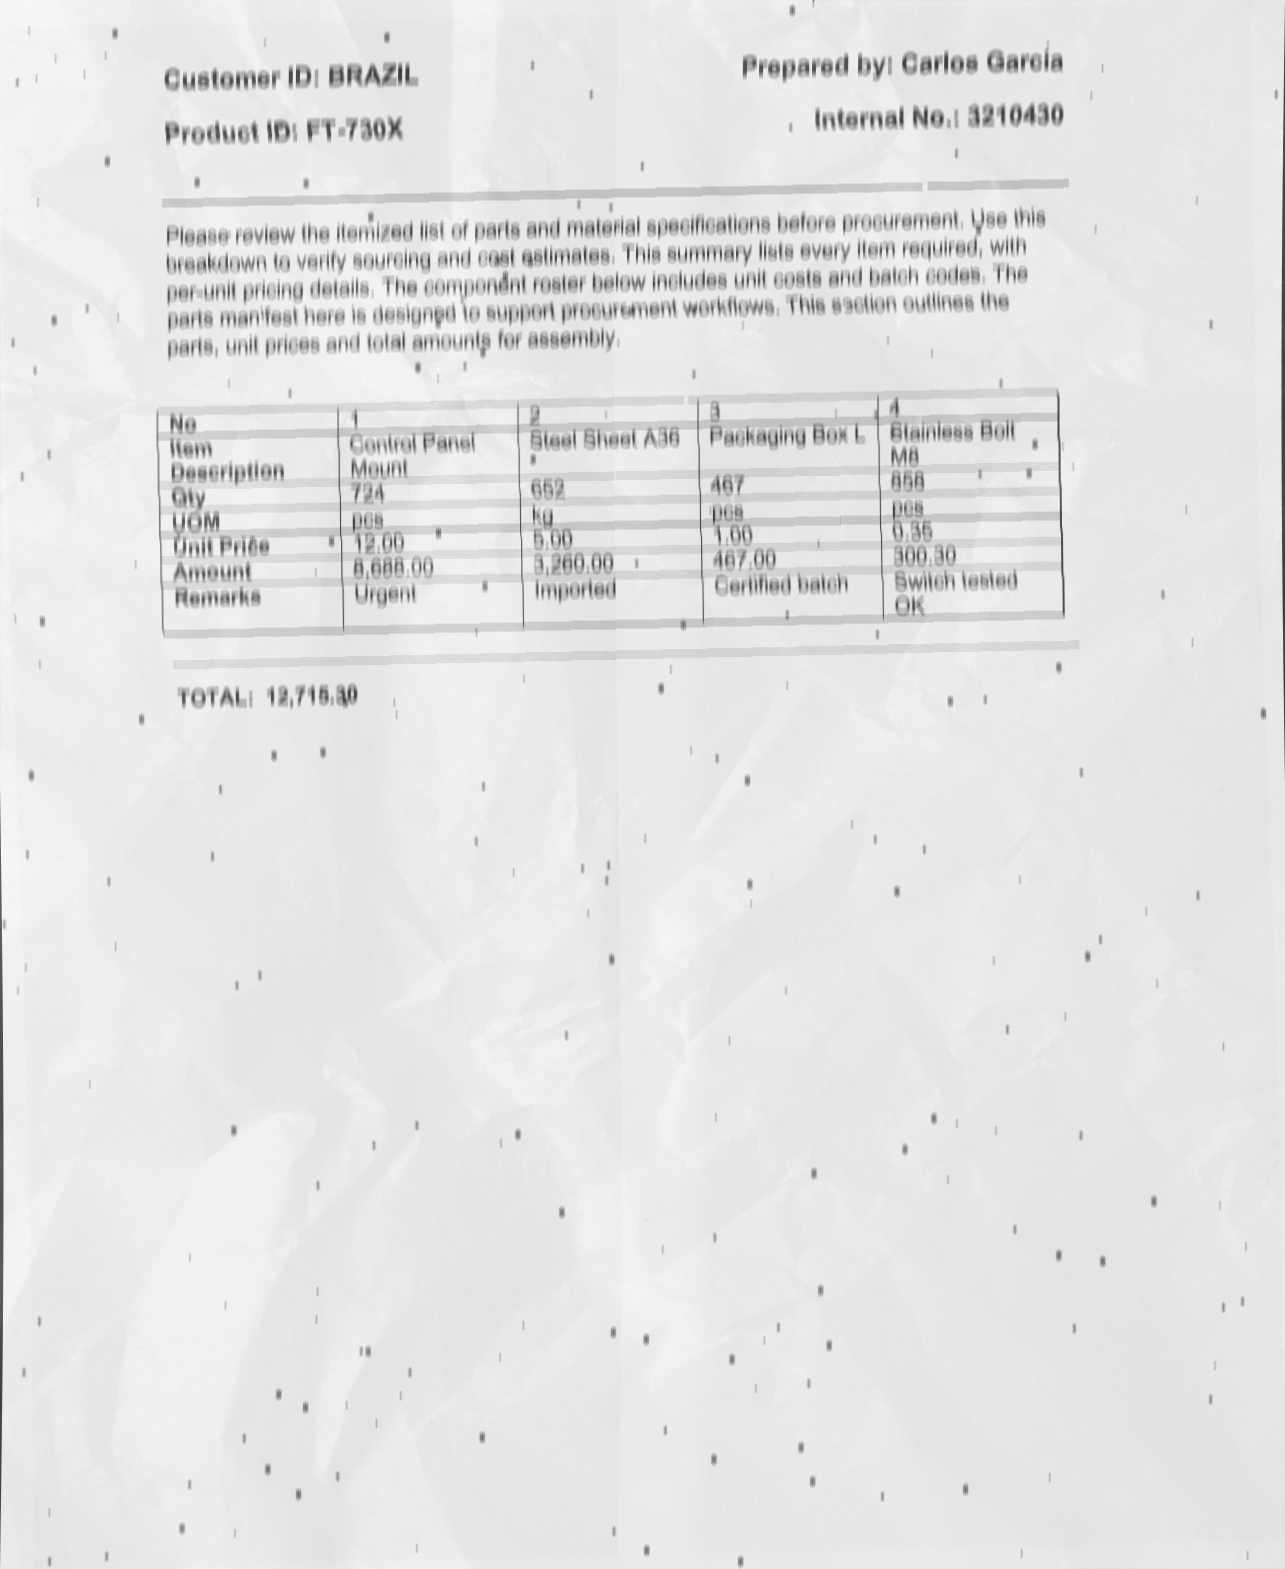 Customer ID: BRAZIL
Prepared by: Carlos Garcia
Product ID: FT-730X
Internal No.: 3210430
Please review the itemized list of parts and material specifications before procurement. Use this
breakdown to verify sourcing and cost estimates. This summary lists every item required, with
per-unit pricing details. The component roster below includes unit costs and batch codes. The
parts manifest here is designed to support procurement workflows. This section outlines the
parts, unit prices and total amounts for assembly.
No 1 2 3 4
Item Description Control Panel Mount Steel Sheet A36 Packaging Box L Stainless Bolt M8
Qty 724 652 467 858
UOM pcs kg pcs pcs
Unit Price 12.00 5.00 1.00 0.35
Amount 8,688.00 3,260.00 467.00 300.30
Remarks Urgent Imported Certified batch Switch tested OK
TOTAL: 12,715.30